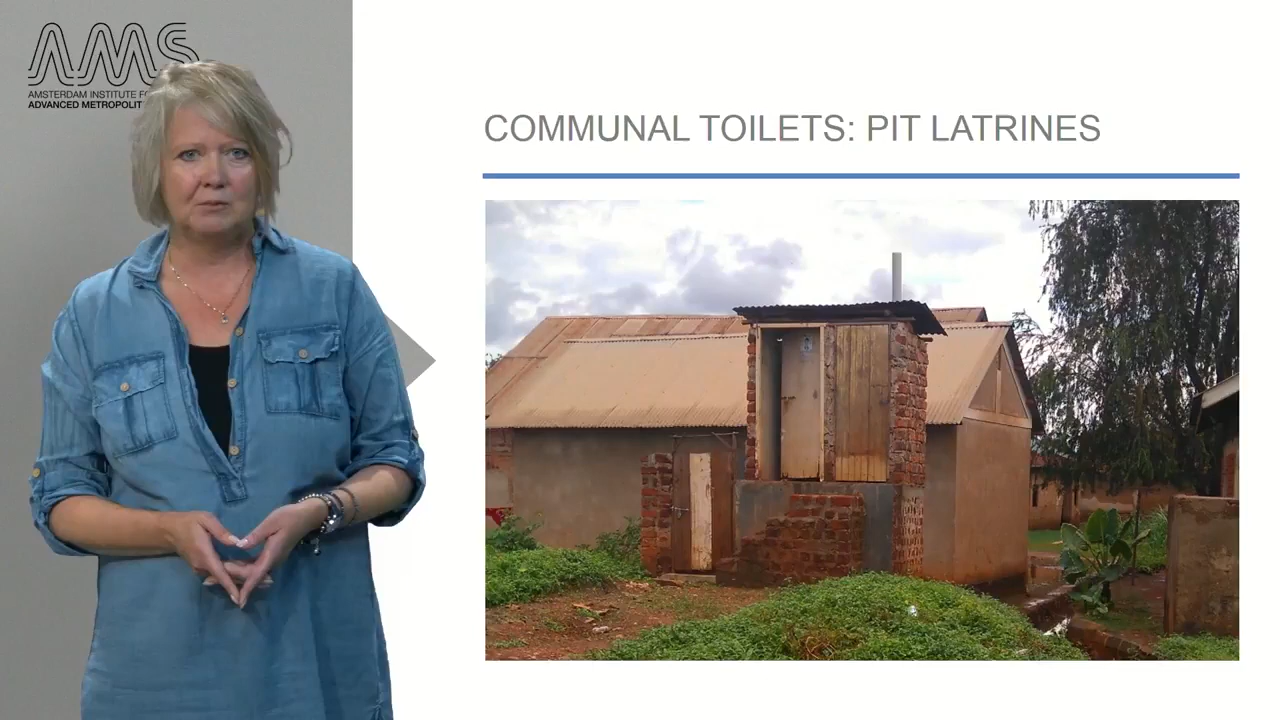 AMS
AMSTERDAM INSTITUTE FO
ADVANCED METROPOLIT
COMMUNAL TOILETS: PIT LATRINES